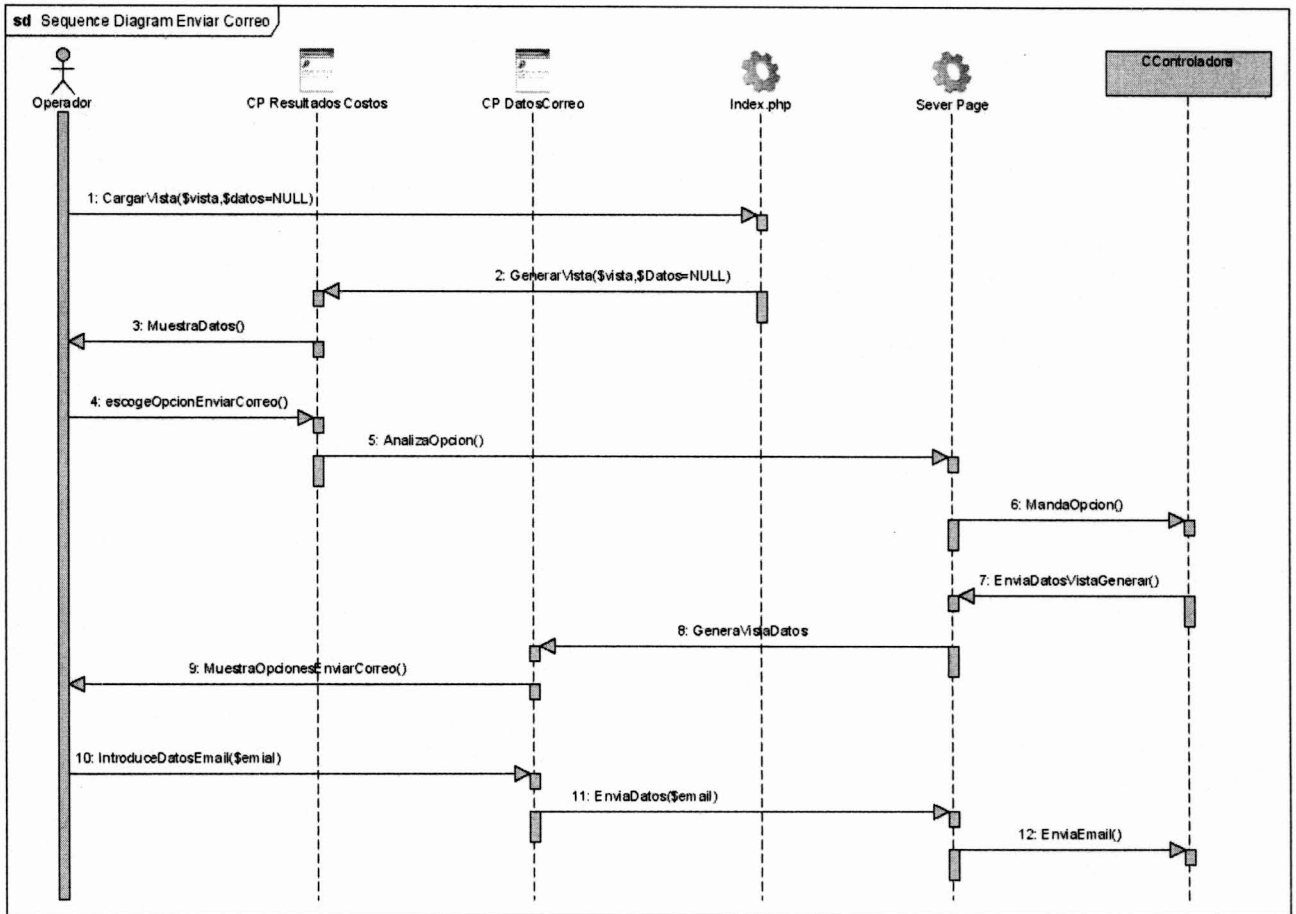 sd Sequence Diagram Enviar Correo
Operador
CP Resultados Costos
CP DatosCorreo
Index.php
Sever Page
CControladora
1: CargarVista($vista,$datos=NULL)
2: GenerarVista($vista,$Datos=NULL)
3: MuestraDatos()
4: escogeOpcionEnviarCorreo()
5: AnalizaOpcion()
6: MandaOpcion()
7: EnviaDatosVistaGenerar()
8: GeneraVistaDatos
9: MuestraOpcionesEnviarCorreo()
10: IntroduceDatosEmail($emial)
11: EnviaDatos($email)
12: EnviaEmail()